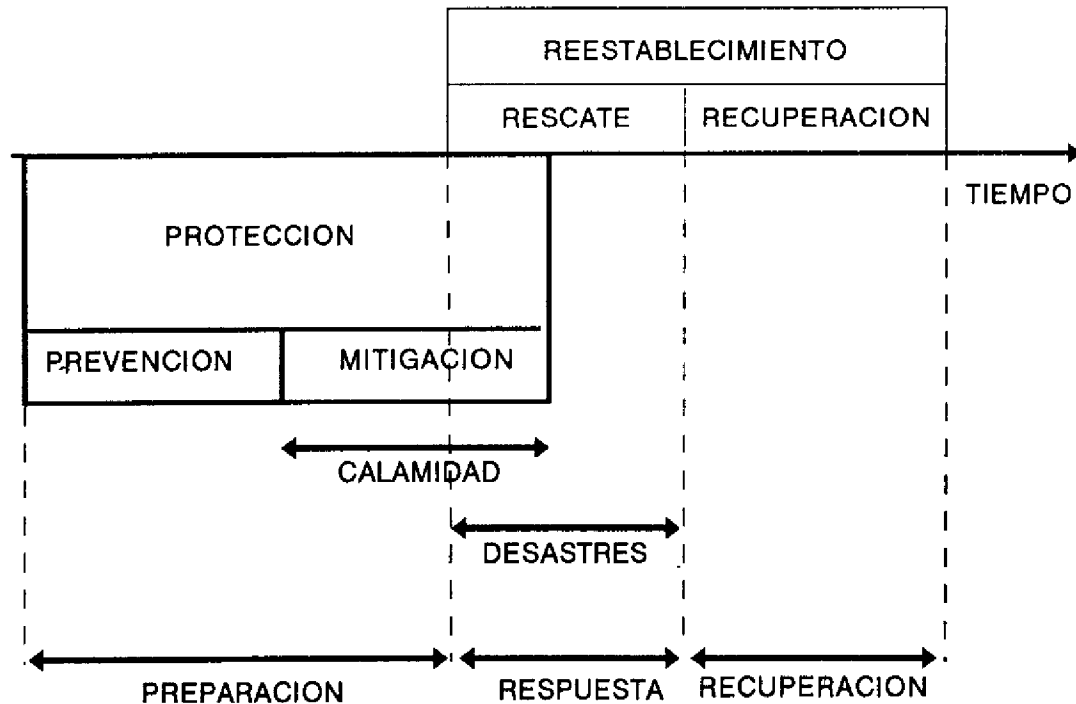 REESTABLECIMIENTO
RESCATE
RECUPERACION
TIEMPO
PROTECCION
PREVENCION
MITIGACION
CALAMIDAD
DESASTRES
PREPARACION
RESPUESTA
RECUPERACION